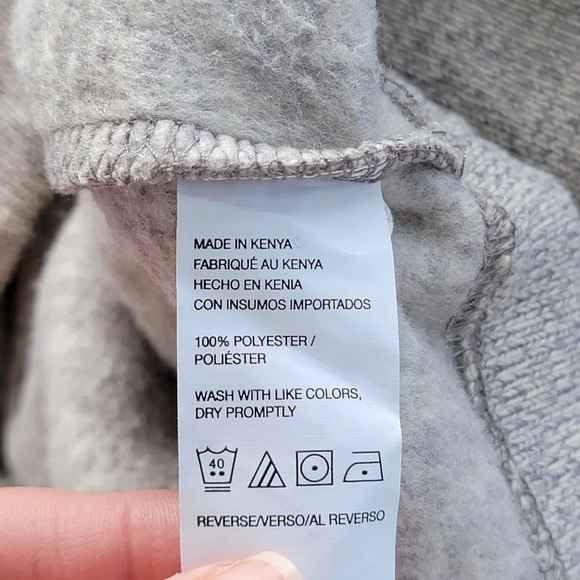 MADE IN KENYA
FABRIQUÉ AU KENYA
HECHO EN KENIA
CON INSUMOS IMPORTADOS
100% POLYESTER /
POLIÉSTER
WASH WITH LIKE COLORS,
DRY PROMPTLY
40
REVERSE/VERSO/AL REVERSO